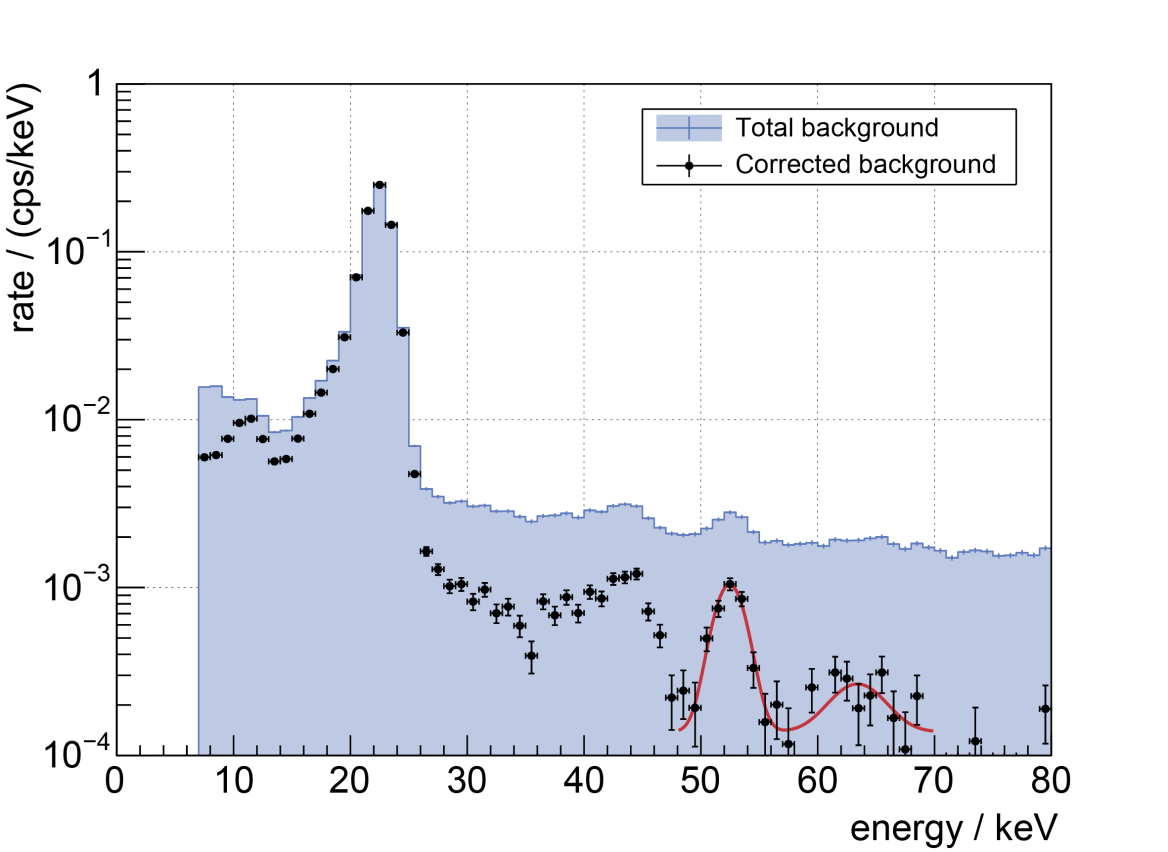 rate / (cps/keV)
1
10⁻¹
10⁻²
10⁻³
10⁻⁴
Total background
Corrected background
0 10 20 30 40 50 60 70 80
energy / keV